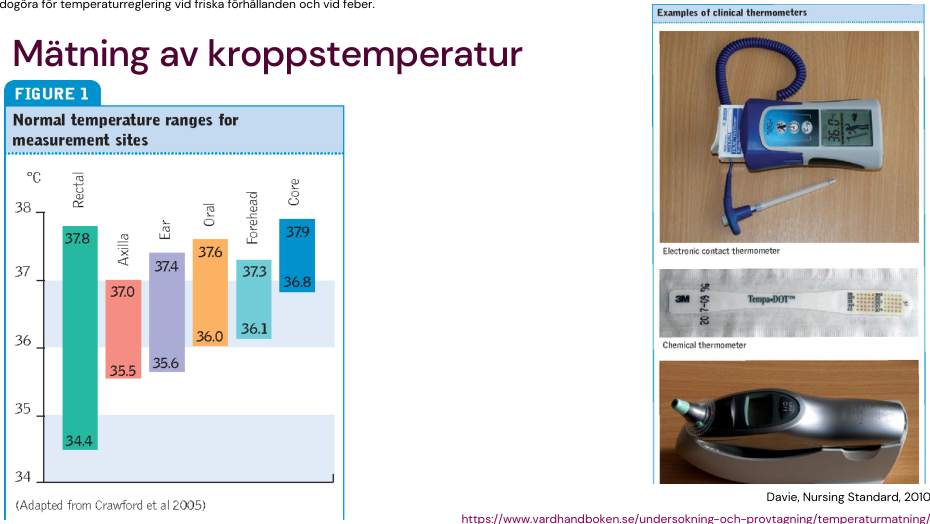 dogöra för temperaturreglering vid friska förhållanden och vid feber.
Mätning av kroppstemperatur
FIGURE 1
Normal temperature ranges for
measurement sites
°C
38
37
36
35
34
Rectal
Axilla
Ear
Oral
Forehead
Core
37.8
34.4
37.0
35.5
37.4
35.6
37.6
36.0
37.3
36.1
37.9
36.8
(Adapted from Crawford et al 2005)
Examples of clinical thermometers
36.0
Electronic contact thermometer
3M
Tempa•DOT™
Chemical thermometer
Davie, Nursing Standard, 2010
https://www.vardhandboken.se/undersokning-och-provtagning/temperaturmatning/